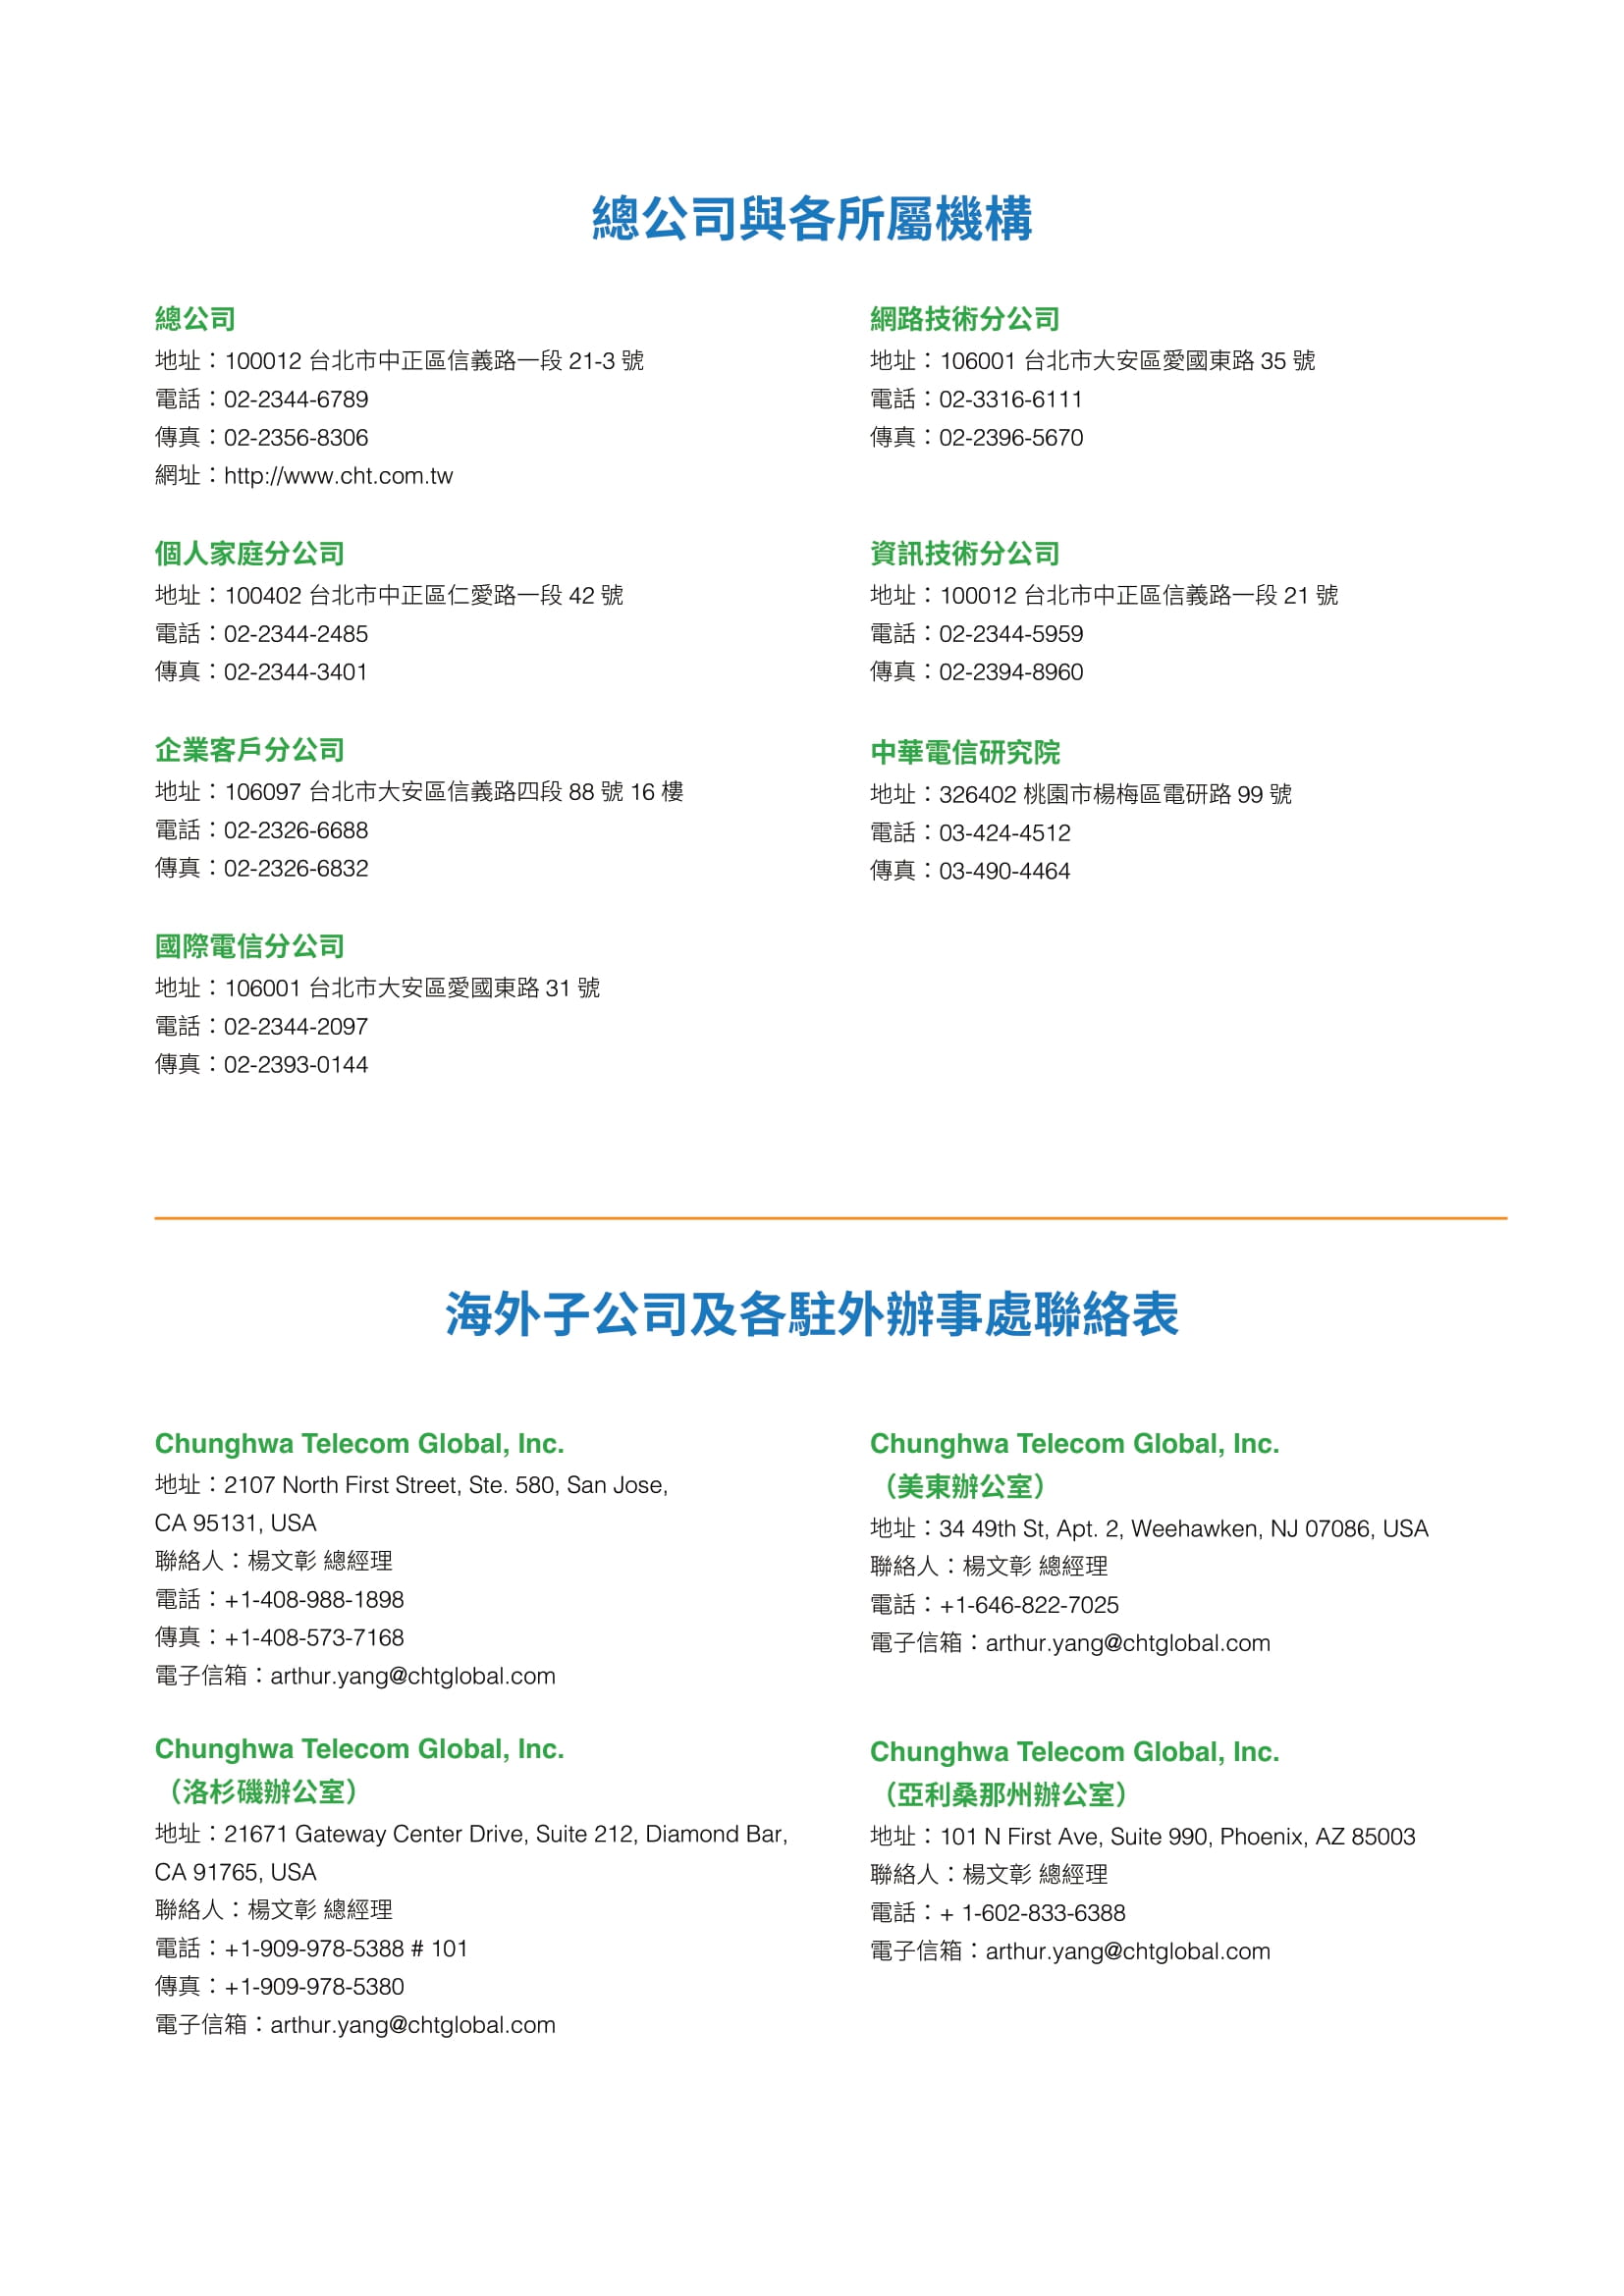 總公司與各所屬機構
總公司
地址：100012 台北市中正區信義路一段 21-3 號
電話：02-2344-6789
傳真：02-2356-8306
網址：http://www.cht.com.tw
個人家庭分公司
地址：100402 台北市中正區仁愛路一段 42 號
電話：02-2344-2485
傳真：02-2344-3401
企業客戶分公司
地址：106097 台北市大安區信義路四段 88 號 16 樓
電話：02-2326-6688
傳真：02-2326-6832
國際電信分公司
地址：106001 台北市大安區愛國東路 31 號
電話：02-2344-2097
傳真：02-2393-0144
網路技術分公司
地址：106001 台北市大安區愛國東路 35 號
電話：02-3316-6111
傳真：02-2396-5670
資訊技術分公司
地址：100012 台北市中正區信義路一段 21 號
電話：02-2344-5959
傳真：02-2394-8960
中華電信研究院
地址：326402 桃園市楊梅區電研路 99 號
電話：03-424-4512
傳真：03-490-4464
海外子公司及各駐外辦事處聯絡表
Chunghwa Telecom Global, Inc.
地址：2107 North First Street, Ste. 580, San Jose,
CA 95131, USA
聯絡人：楊文彰 總經理
電話：+1-408-988-1898
傳真：+1-408-573-7168
電子信箱：arthur.yang@chtglobal.com
Chunghwa Telecom Global, Inc.
（洛杉磯辦公室）
地址：21671 Gateway Center Drive, Suite 212, Diamond Bar,
CA 91765, USA
聯絡人：楊文彰 總經理
電話：+1-909-978-5388 # 101
傳真：+1-909-978-5380
電子信箱：arthur.yang@chtglobal.com
Chunghwa Telecom Global, Inc.
（美東辦公室）
地址：34 49th St, Apt. 2, Weehawken, NJ 07086, USA
聯絡人：楊文彰 總經理
電話：+1-646-822-7025
電子信箱：arthur.yang@chtglobal.com
Chunghwa Telecom Global, Inc.
（亞利桑那州辦公室）
地址：101 N First Ave, Suite 990, Phoenix, AZ 85003
聯絡人：楊文彰 總經理
電話：+ 1-602-833-6388
電子信箱：arthur.yang@chtglobal.com